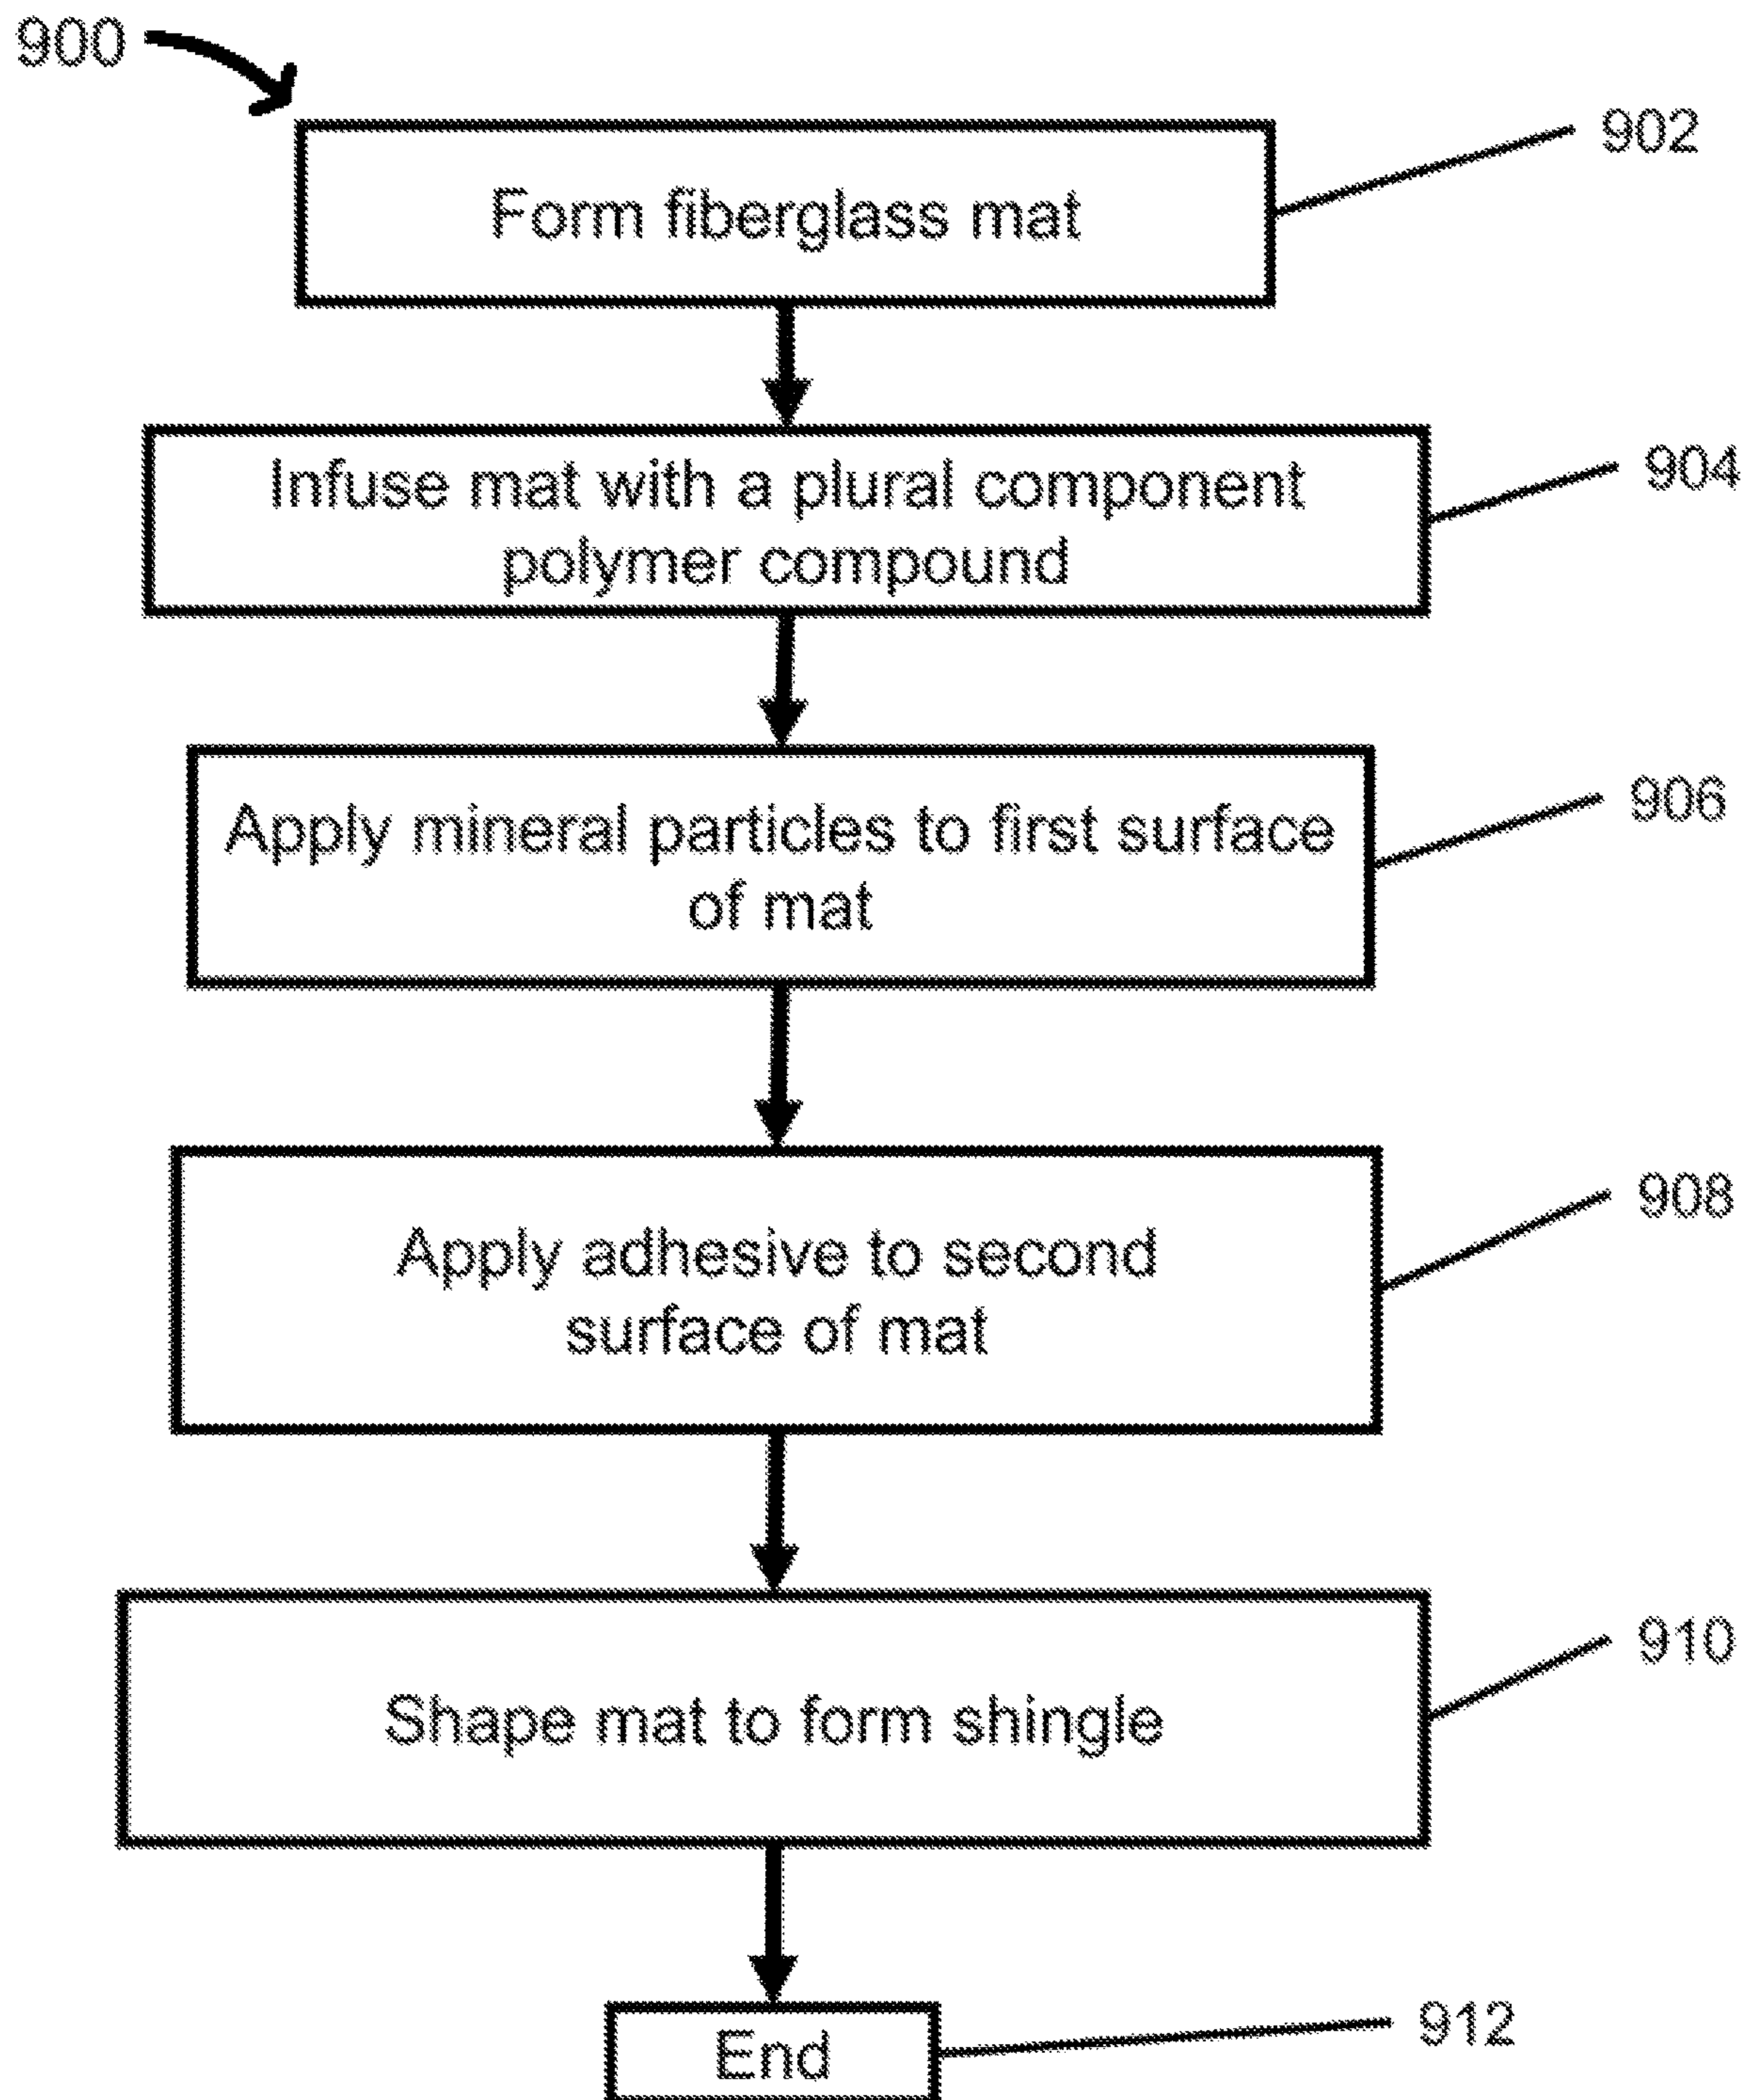 900
902
Form fiberglass mat
904
Infuse mat with a plural component
polymer compound
906
Apply mineral particles to first surface
of mat
908
Apply adhesive to second
surface of mat
910
Shape mat to form shingle
912
End